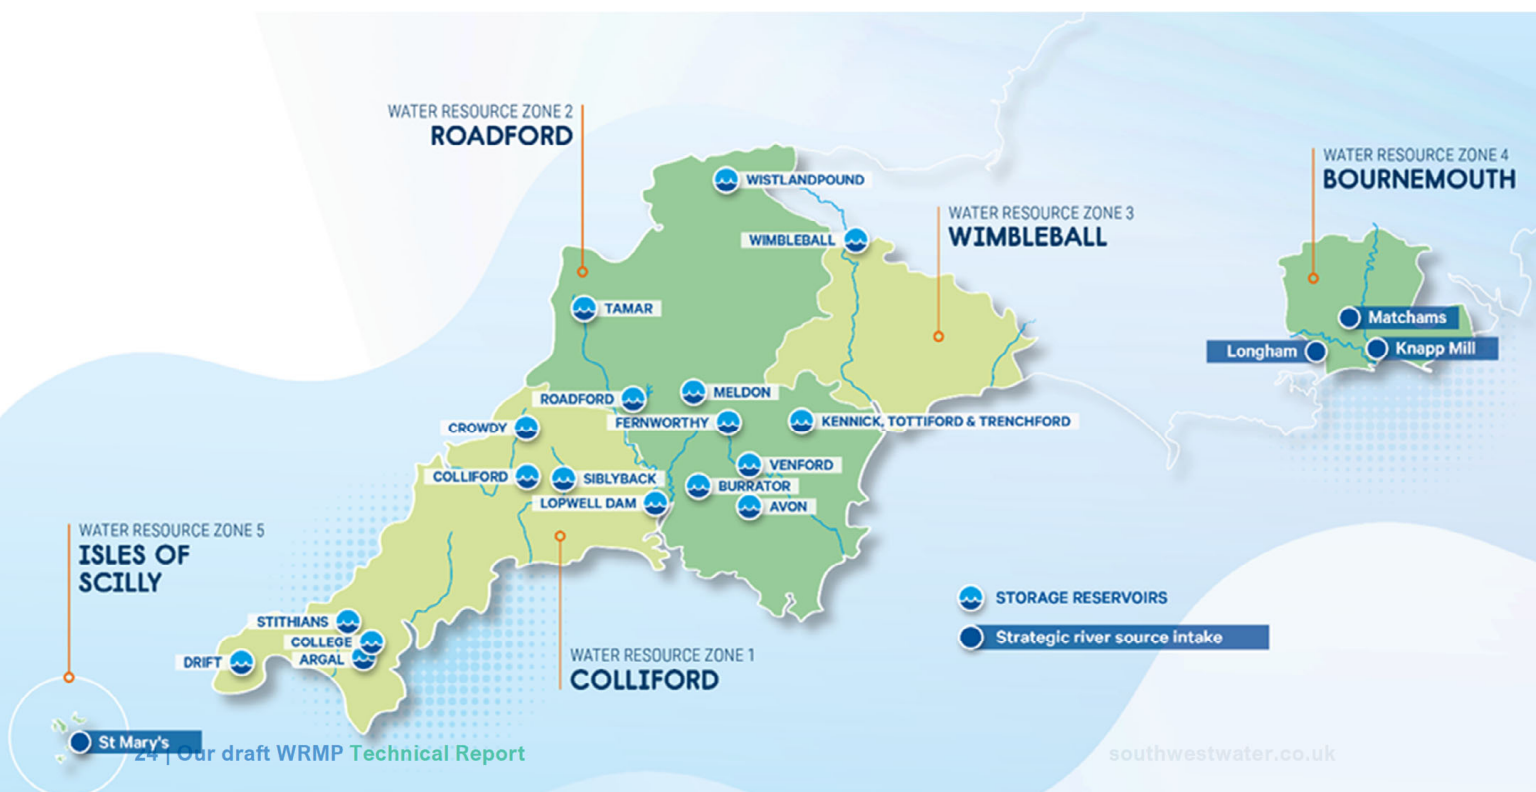 WATER RESOURCE ZONE 2
ROADFORD
WATER RESOURCE ZONE 4
BOURNEMOUTH
WISTLANDPOUND
WATER RESOURCE ZONE 3
WIMBLEBALL
WIMBLEBALL
TAMAR
Matchams
Longham
Knapp Mill
ROADFORD
MELDON
CROWDY
FERNWORTHY
KENNICK, TOTTIFORD & TRENCHFORD
COLLIFORD
SIBLYBACK
VENFORD
BURRATOR
LOPWELL DAM
AVON
WATER RESOURCE ZONE 5
ISLES OF
SCILLY
STORAGE RESERVOIRS
Strategic river source intake
STITHIANS
COLLEGE
ARGAL
DRIFT
WATER RESOURCE ZONE 1
COLLIFORD
St Mary's
24 | Our draft WRMP Technical Report
southwestwater.co.uk